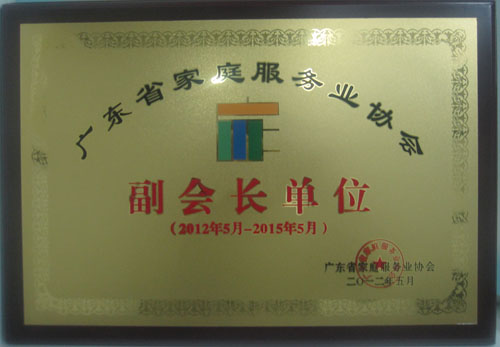 广东省家庭服务业协会
副会长单位
(2012年5月-2015年5月)
广东省家庭服务业协会
二〇一二年五月